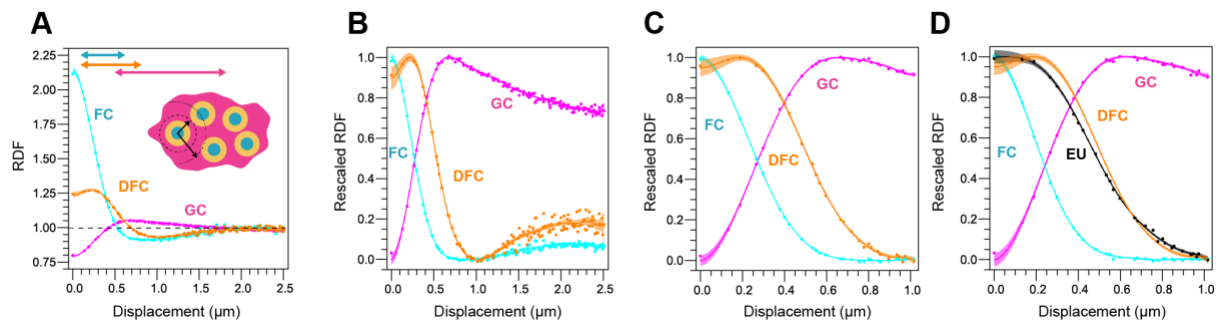 A
RDF
2.25
2.00
1.75
1.50
1.25
1.00
0.75
FC
DFC
GC
0.0 0.5 1.0 1.5 2.0 2.5
Displacement (μm)
B
Rescaled RDF
1.0
0.8
0.6
0.4
0.2
0.0
GC
FC
DFC
0.0 0.5 1.0 1.5 2.0 2.5
Displacement (μm)
C
Rescaled RDF
1.0
0.8
0.6
0.4
0.2
0.0
GC
FC
DFC
0.0 0.2 0.4 0.6 0.8 1.0
Displacement (μm)
D
Rescaled RDF
1.0
0.8
0.6
0.4
0.2
0.0
GC
DFC
FC
EU
0.0 0.2 0.4 0.6 0.8 1.0
Displacement (μm)